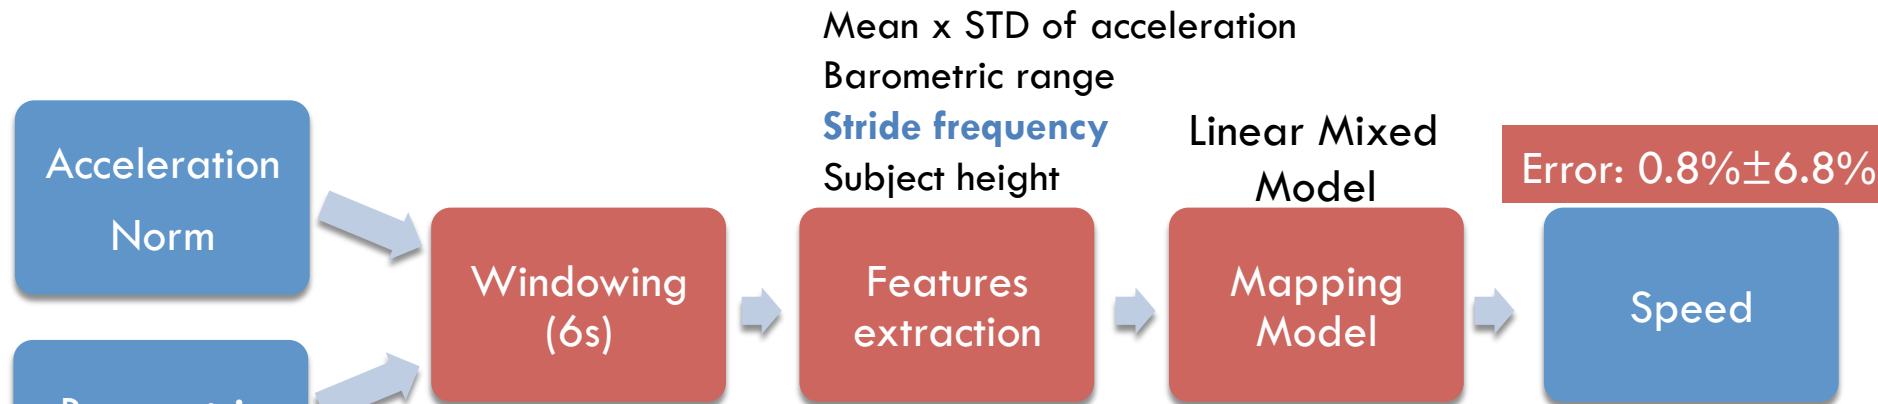 Mean x STD of acceleration
Barometric range
Stride frequency
Subject height
Linear Mixed
Model
Error: 0.8%±6.8%
Acceleration
Norm
Windowing
(6s)
Features
extraction
Mapping
Model
Speed